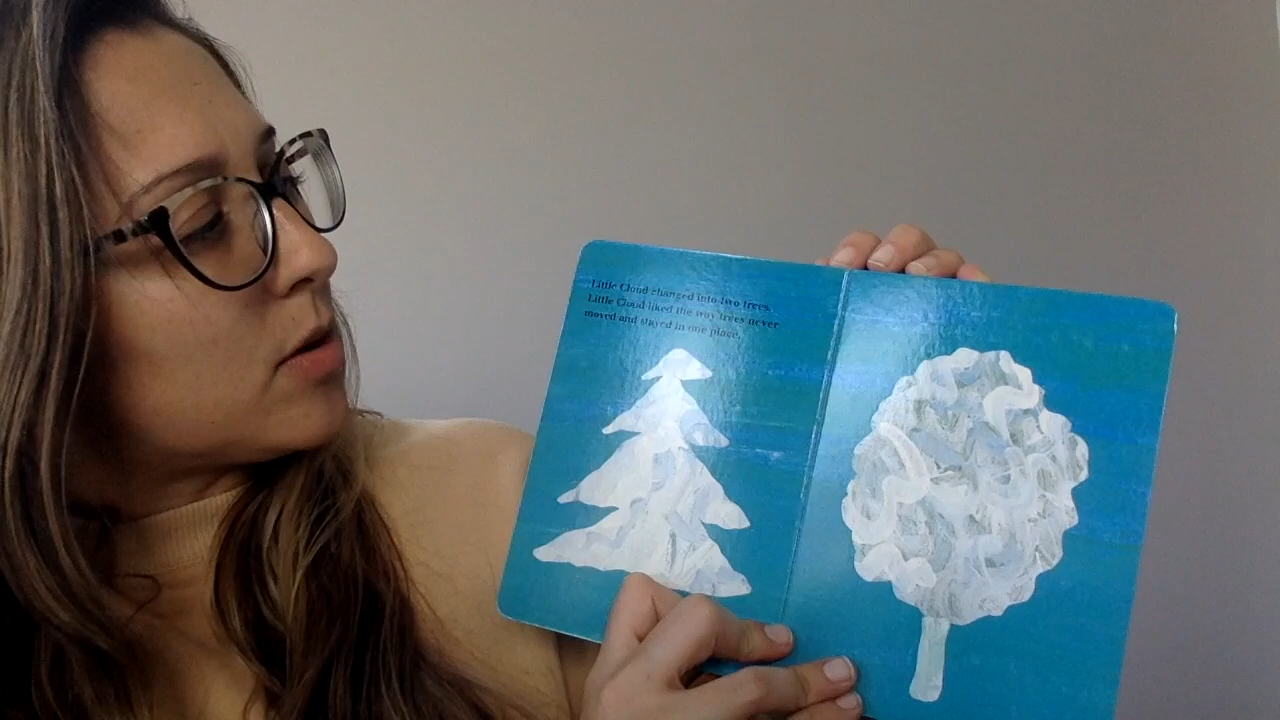 Little Cloud changed into two trees.
Little Cloud liked the way trees never
moved and stayed in one place.